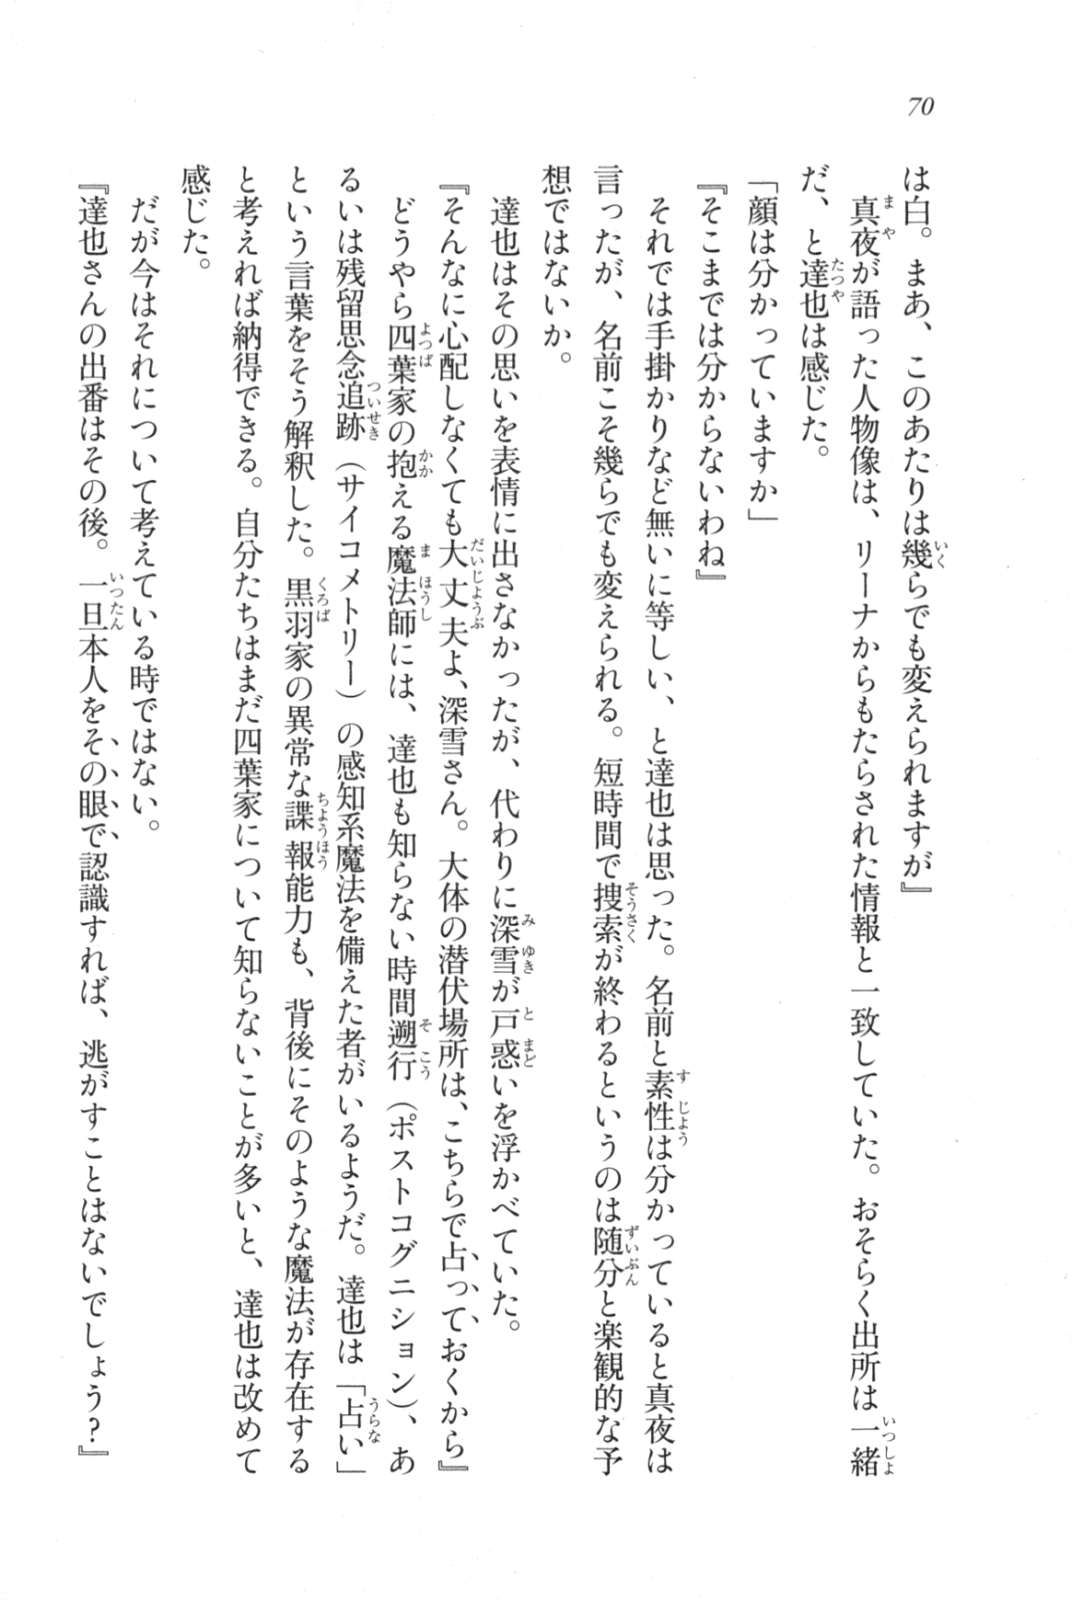 70
は白。まあ、このあたりは幾らでも変えられますが』
真夜が語った人物像は、リーナからもたらされた情報と一致していた。おそらく出所は一緒
だ、と達也は感じた。
「顔は分かっていますか」
『そこまでは分からないわね』
それでは手掛かりなど無いに等しい、と達也は思った。名前と素性は分かっていると真夜は
言ったが、名前こそ幾らでも変えられる。短時間で捜索が終わるというのは随分と楽観的な予
想ではないか。
達也はその思いを表情に出さなかったが、代わりに深雪が戸惑いを浮かべていた。
『そんなに心配しなくても大丈夫よ、深雪さん。大体の潜伏場所は、こちらで占っておくから』
どうやら四葉家の抱える魔法師には、達也も知らない時間遡行（ポストコグニション）、あ
るいは残留思念追跡（サイコメトリー）の感知系魔法を備えた者がいるようだ。達也は「占い」
という言葉をそう解釈した。黒羽家の異常な諜報能力も、背後にそのような魔法が存在する
と考えれば納得できる。自分たちはまだ四葉家について知らないことが多いと、達也は改めて
感じた。
だが今はそれについて考えている時ではない。
『達也さんの出番はその後。一旦本人をその眼で認識すれば、逃がすことはないでしょう？』